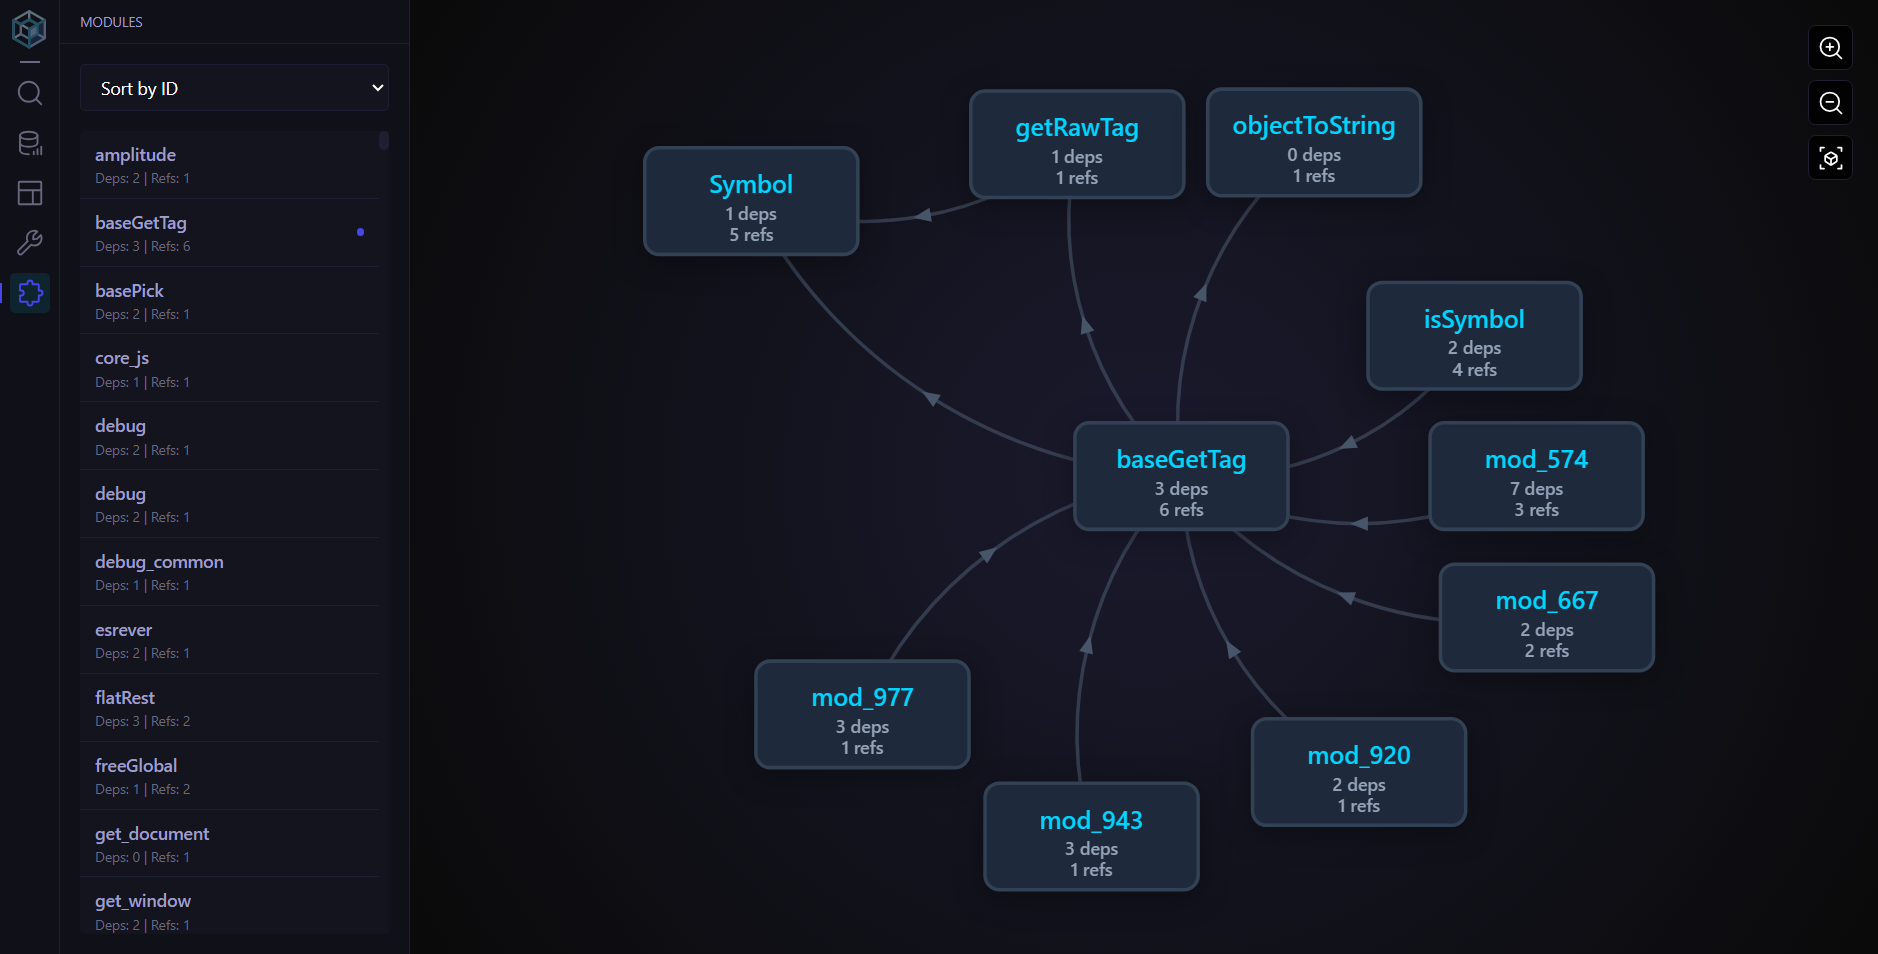 MODULES
Sort by ID
amplitude
Deps: 2 | Refs: 1
baseGetTag
Deps: 3 | Refs: 6
basePick
Deps: 2 | Refs: 1
core_js
Deps: 1 | Refs: 1
debug
Deps: 2 | Refs: 1
debug
Deps: 2 | Refs: 1
debug_common
Deps: 1 | Refs: 1
esrever
Deps: 2 | Refs: 1
flatRest
Deps: 3 | Refs: 2
freeGlobal
Deps: 1 | Refs: 2
get_document
Deps: 0 | Refs: 1
get_window
Deps: 2 | Refs: 1
Symbol
1 deps
5 refs
getRawTag
1 deps
1 refs
objectToString
0 deps
1 refs
isSymbol
2 deps
4 refs
baseGetTag
3 deps
6 refs
mod_574
7 deps
3 refs
mod_667
2 deps
2 refs
mod_977
3 deps
1 refs
mod_920
2 deps
1 refs
mod_943
3 deps
1 refs